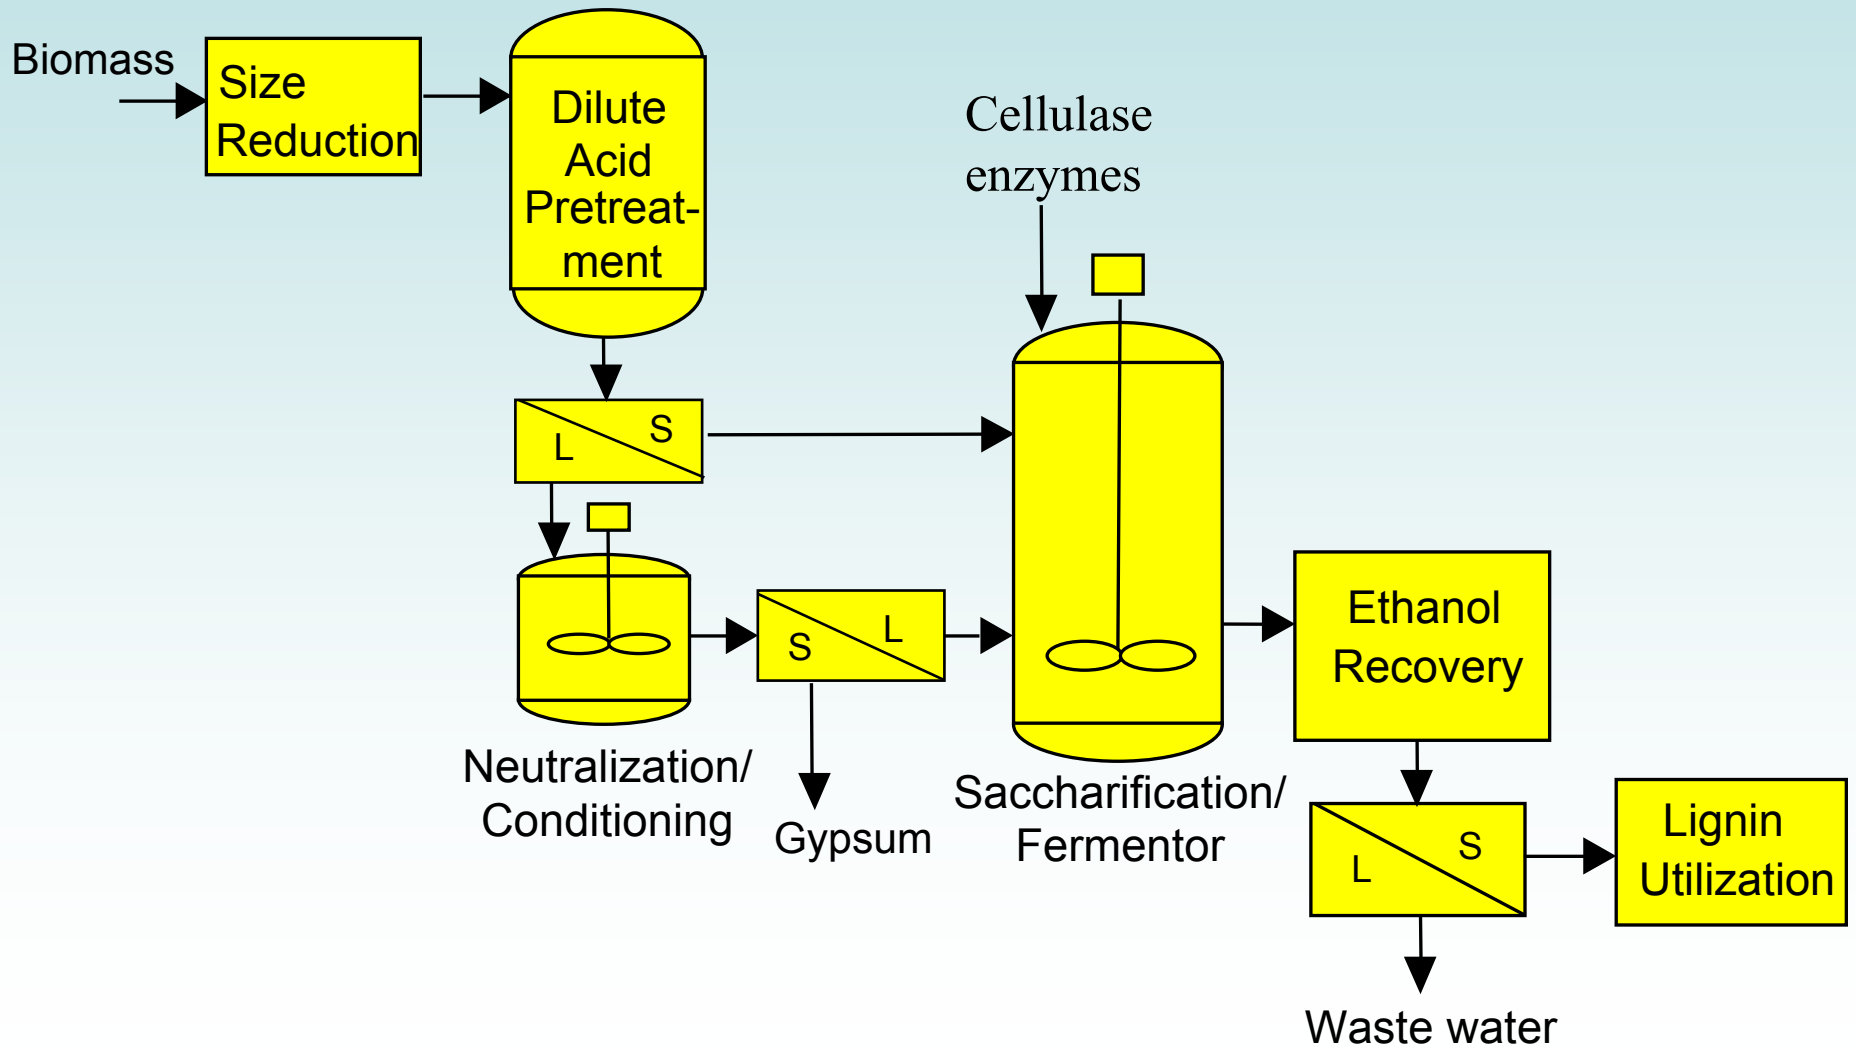 Biomass
Size
Reduction
Dilute
Acid
Pretreat-
ment
Cellulase
enzymes
L
S
Neutralization/
Conditioning
S
L
Gypsum
Saccharification/
Fermentor
Ethanol
Recovery
L
S
Lignin
Utilization
Waste water